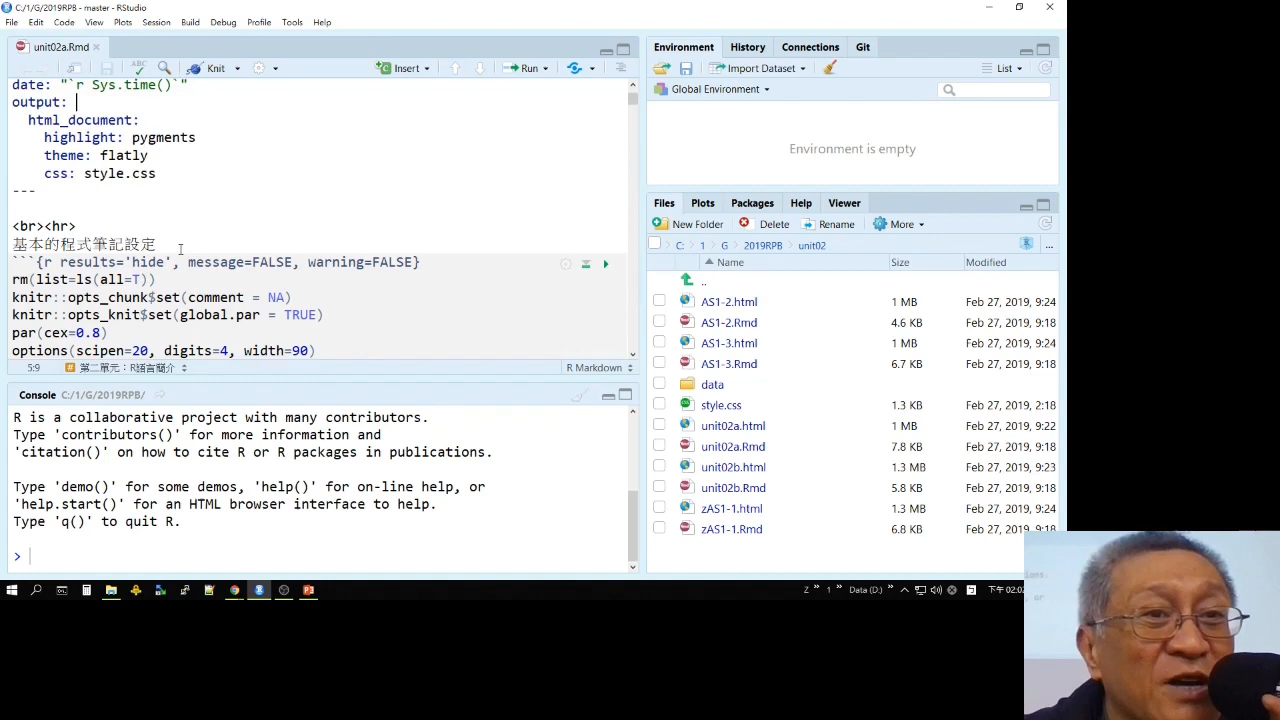 C:/1/G/2019RPB - master - RStudio
File Edit Code View Plots Session Build Debug Profile Tools Help
unit02a.Rmd
ABC Knit Insert Run
date: "`r Sys.time()`"
output:
html_document:
highlight: pygments
theme: flatly
css: style.css
---
<br><hr>
基本的程式筆記設定
```{r results='hide', message=FALSE, warning=FALSE}
rm(list=ls(all=T))
knitr::opts_chunk$set(comment = NA)
knitr::opts_knit$set(global.par = TRUE)
par(cex=0.8)
options(scipen=20, digits=4, width=90)
5:9 # 第二單元：R語言簡介 R Markdown
Console C:/1/G/2019RPB/
R is a collaborative project with many contributors.
Type 'contributors()' for more information and
'citation()' on how to cite R or R packages in publications.
Type 'demo()' for some demos, 'help()' for on-line help, or
'help.start()' for an HTML browser interface to help.
Type 'q()' to quit R.
>
Environment History Connections Git
Import Dataset List
Global Environment
Environment is empty
Files Plots Packages Help Viewer
New Folder Delete Rename More
C: 1 G 2019RPB unit02 ...
Name Size Modified
..
AS1-2.html 1 MB Feb 27, 2019, 9:24
AS1-2.Rmd 4.6 KB Feb 27, 2019, 9:18
AS1-3.html 1 MB Feb 27, 2019, 9:24
AS1-3.Rmd 6.7 KB Feb 27, 2019, 9:18
data
style.css 1.3 KB Feb 27, 2019, 2:18
unit02a.html 1 MB Feb 27, 2019, 9:22
unit02a.Rmd 7.8 KB Feb 27, 2019, 9:18
unit02b.html 1.3 MB Feb 27, 2019, 9:23
unit02b.Rmd 5.8 KB Feb 27, 2019, 9:18
zAS1-1.html 1.3 MB Feb 27, 2019, 9:24
zAS1-1.Rmd 6.8 KB Feb 27, 2019, 9:18
Z » 1 » Data (D:) » 下午 02:02